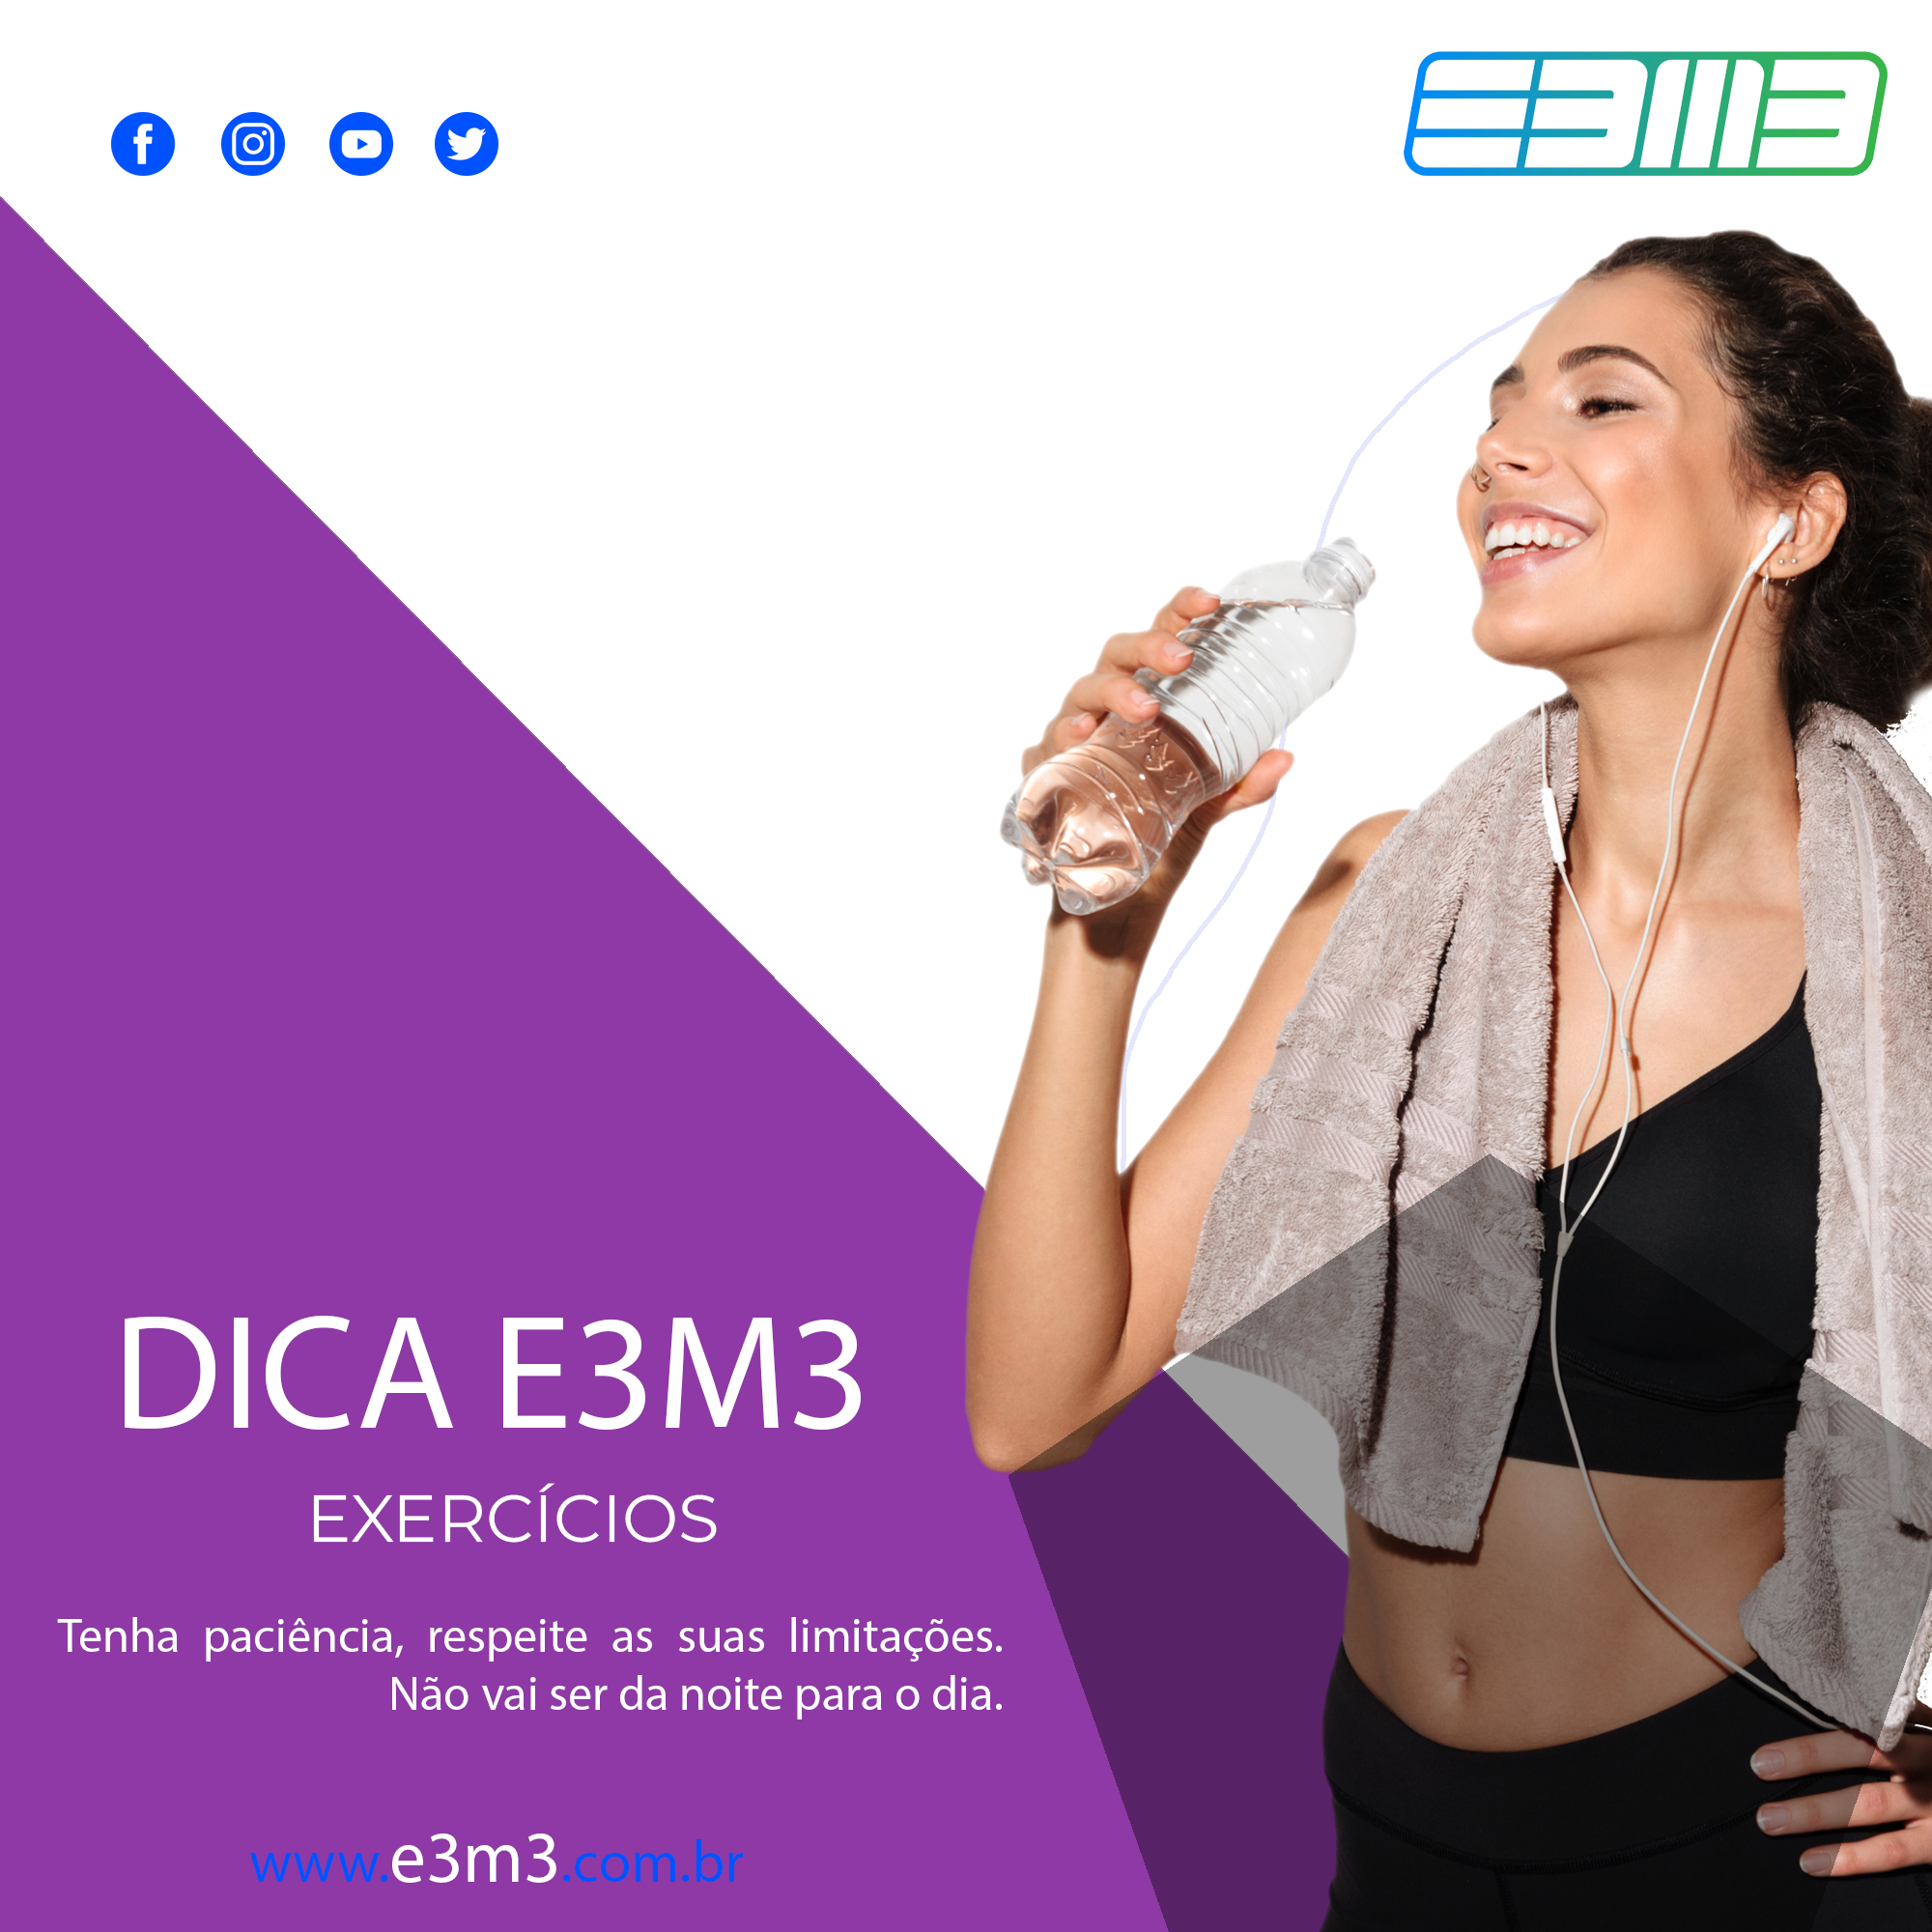 E3M3
DICA E3M3
EXERCÍCIOS
Tenha paciência, respeite as suas limitações.
Não vai ser da noite para o dia.
www.e3m3.com.br